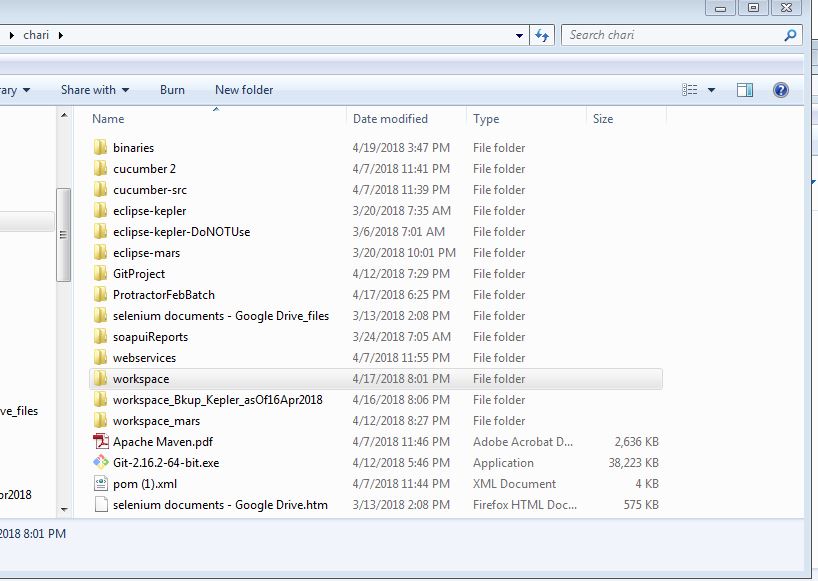 chari
Search chari
ary Share with Burn New folder
Name Date modified Type Size
binaries 4/19/2018 3:47 PM File folder
cucumber 2 4/7/2018 11:41 PM File folder
cucumber-src 4/7/2018 11:39 PM File folder
eclipse-kepler 3/20/2018 7:35 AM File folder
eclipse-kepler-DoNOTUse 3/6/2018 7:01 AM File folder
eclipse-mars 3/20/2018 10:01 PM File folder
GitProject 4/12/2018 7:29 PM File folder
ProtractorFebBatch 4/17/2018 6:25 PM File folder
selenium documents - Google Drive_files 3/13/2018 2:08 PM File folder
soapuiReports 3/24/2018 7:05 AM File folder
webservices 4/7/2018 11:55 PM File folder
workspace 4/17/2018 8:01 PM File folder
workspace_Bkup_Kepler_asOf16Apr2018 4/16/2018 8:06 PM File folder
ve_files
workspace_mars 4/12/2018 8:27 PM File folder
Apache Maven.pdf 4/7/2018 11:46 PM Adobe Acrobat D... 2,636 KB
Git-2.16.2-64-bit.exe 4/12/2018 5:46 PM Application 38,223 KB
pom (1).xml 4/7/2018 11:44 PM XML Document 4 KB
pr2018
selenium documents - Google Drive.htm 3/13/2018 2:08 PM Firefox HTML Doc... 575 KB
2018 8:01 PM